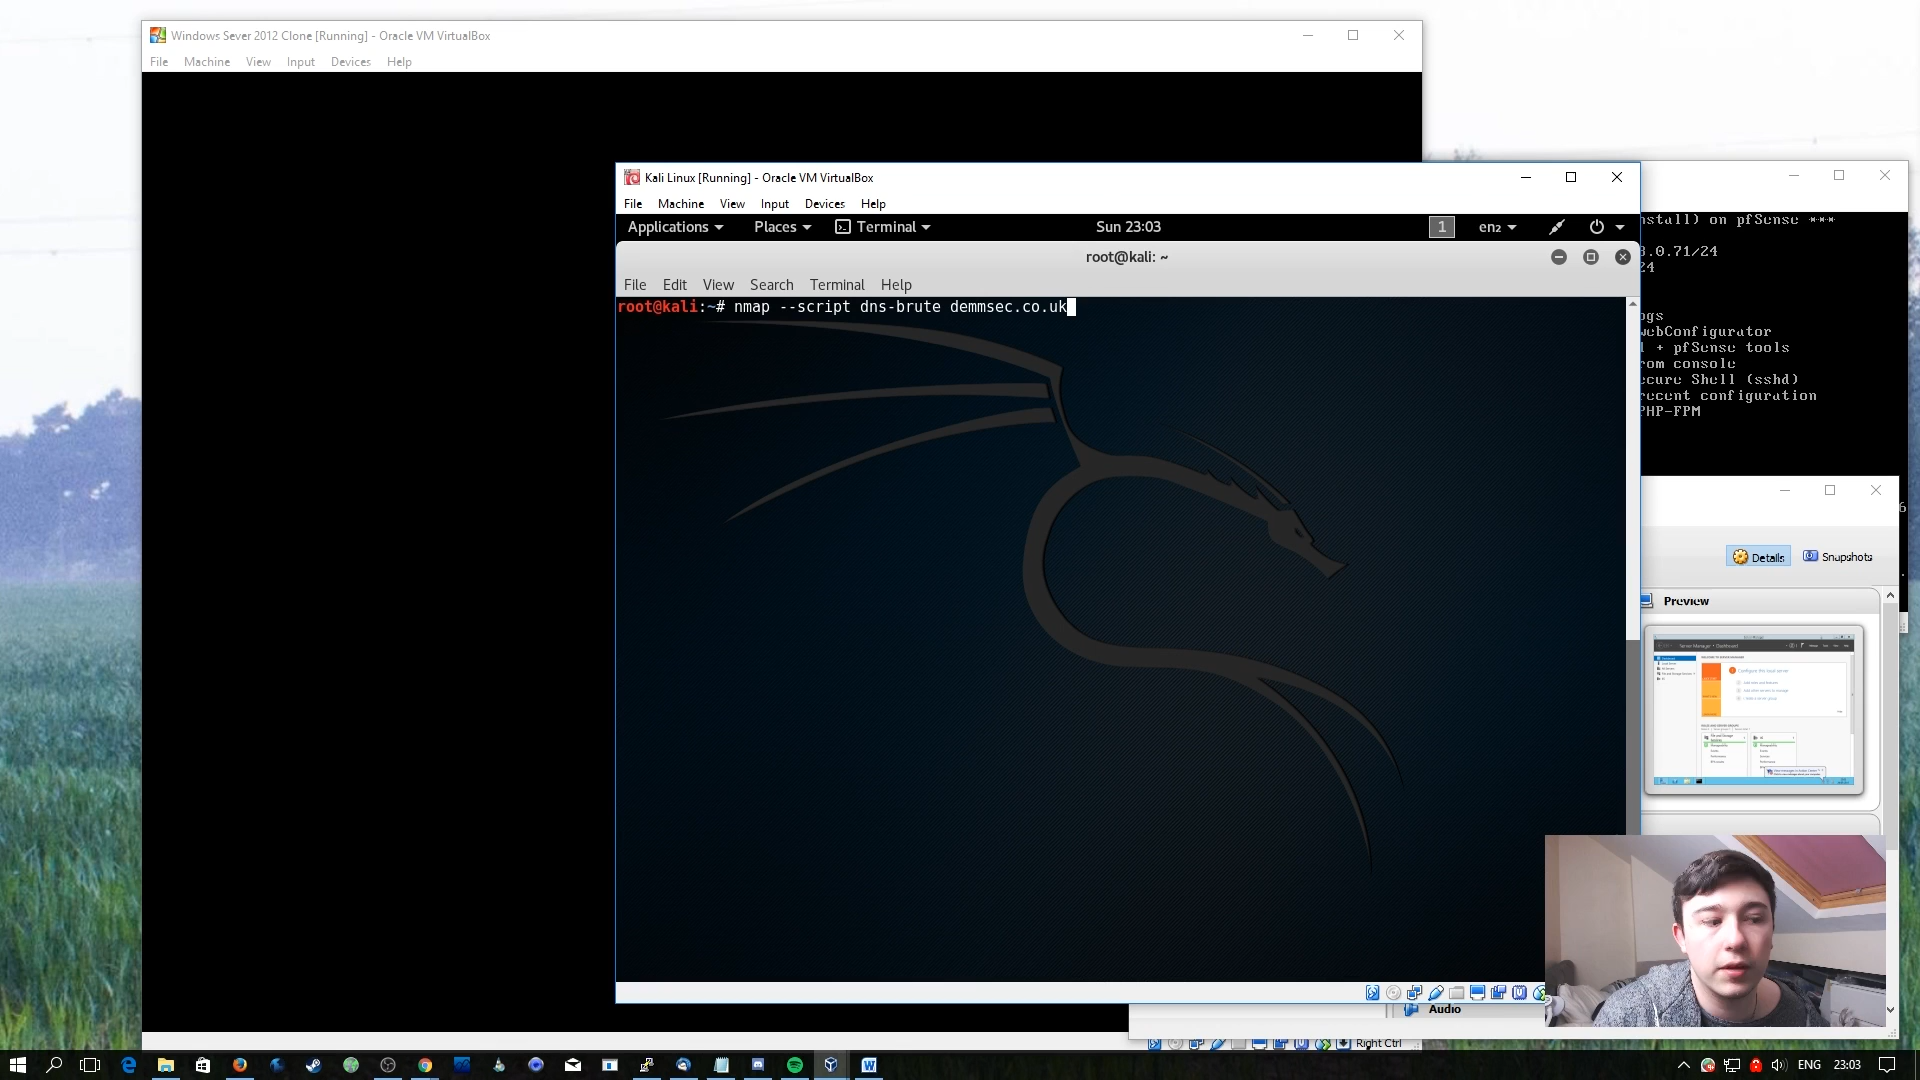 Windows Sever 2012 Clone [Running] - Oracle VM VirtualBox
File Machine View Input Devices Help
Kali Linux [Running] - Oracle VM VirtualBox
File Machine View Input Devices Help
Applications Places Terminal Sun 23:03 1 en2
root@kali: ~
File Edit View Search Terminal Help
root@kali:~# nmap --script dns-brute demmsec.co.uk
nstall) on pfSense ***
3.0.71/24
24
ogs
webConfigurator
l + pfSense tools
rom console
ecure Shell (sshd)
recent configuration
PHP-FPM
6
Details Snapshots
Preview
Audio
Right Ctrl
ENG 23:03